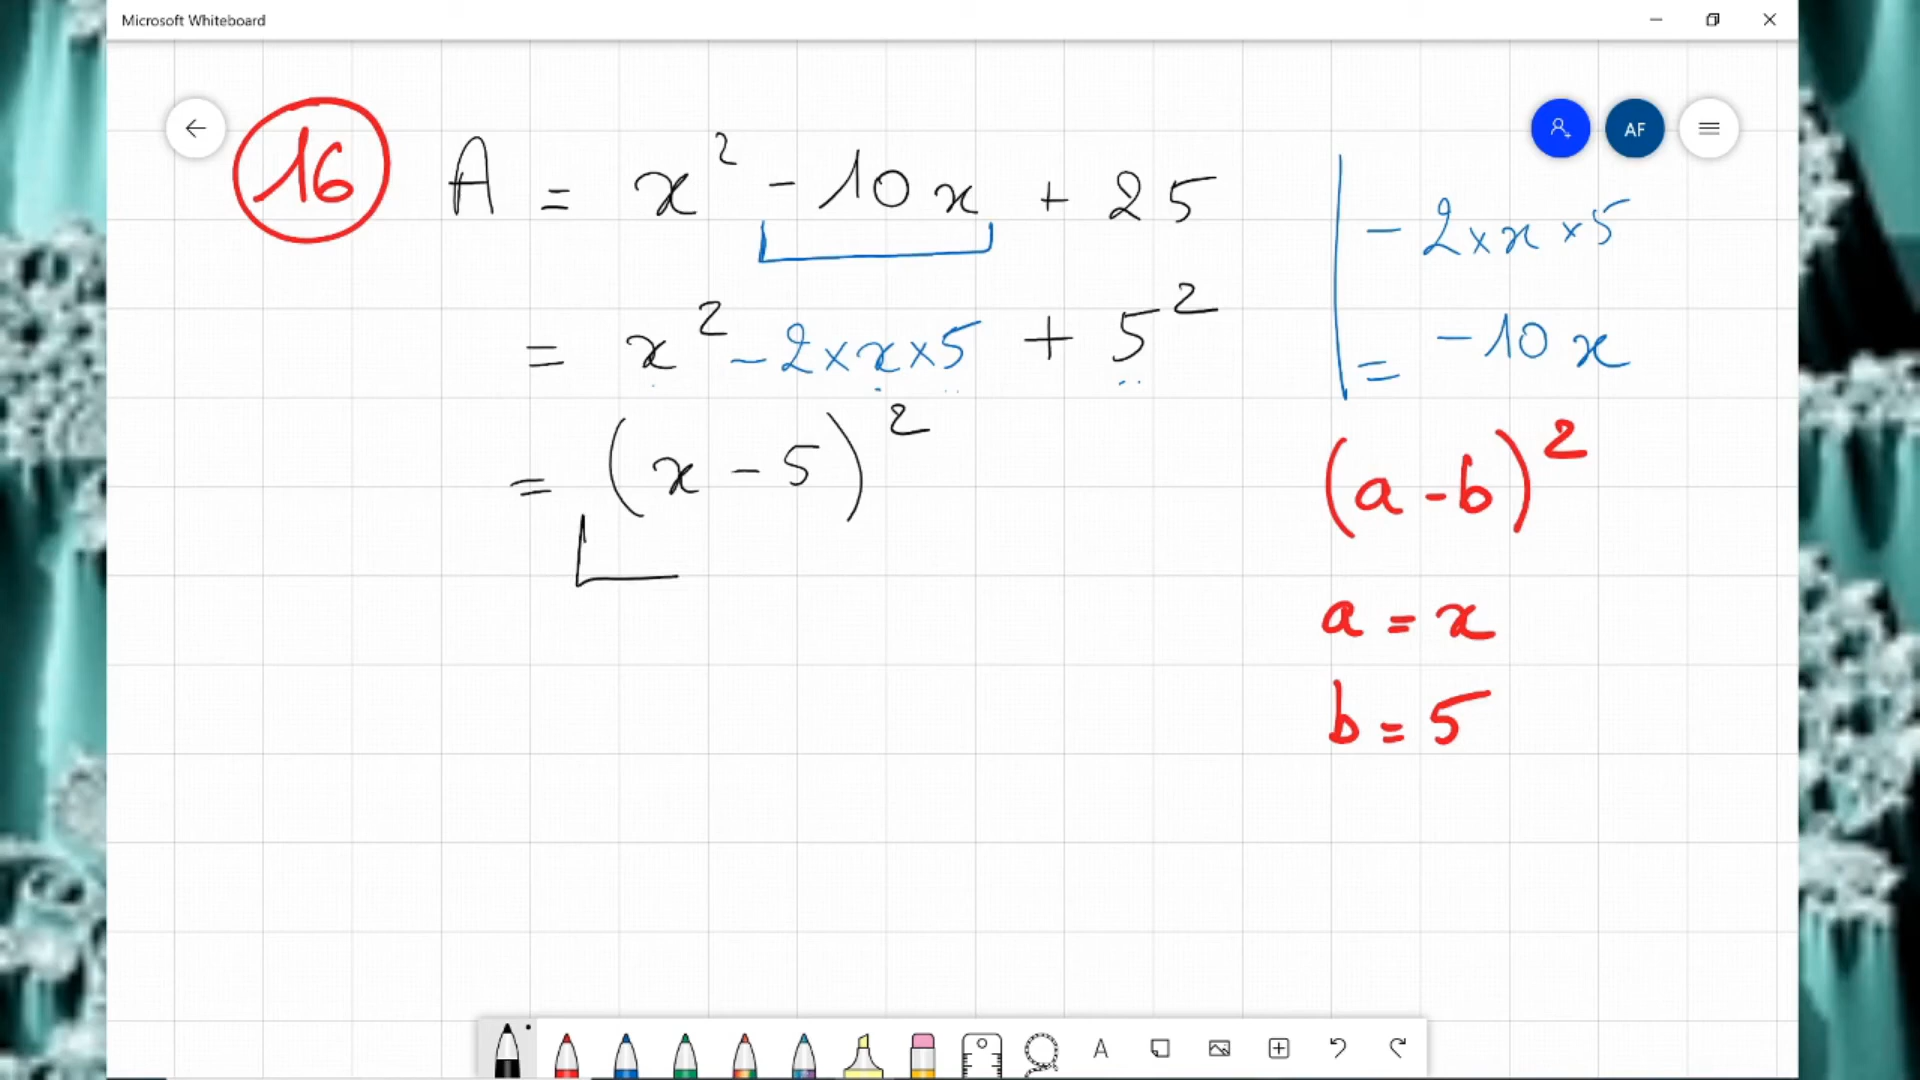 Microsoft Whiteboard
16
A = x² - 10x + 25
= x² - 2×x×5 + 5²
= (x - 5)²
- 2×x×5
= - 10x
(a - b)²
a = x
b = 5
AF
A